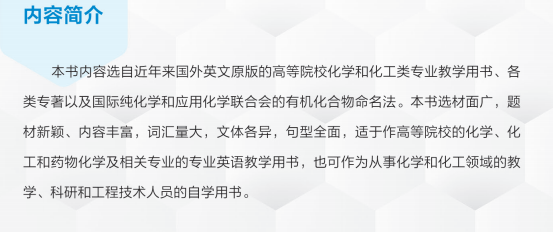 内容简介
本书内容选自近年来国外英文原版的高等院校化学和化工类专业教学用书、各
类专著以及国际纯化学和应用化学联合会的有机化合物命名法。本书选材面广，题
材新颖、内容丰富，词汇量大，文体各异，句型全面，适于作高等院校的化学、化
工和药物化学及相关专业的专业英语教学用书，也可作为从事化学和化工领域的教
学、科研和工程技术人员的自学用书。